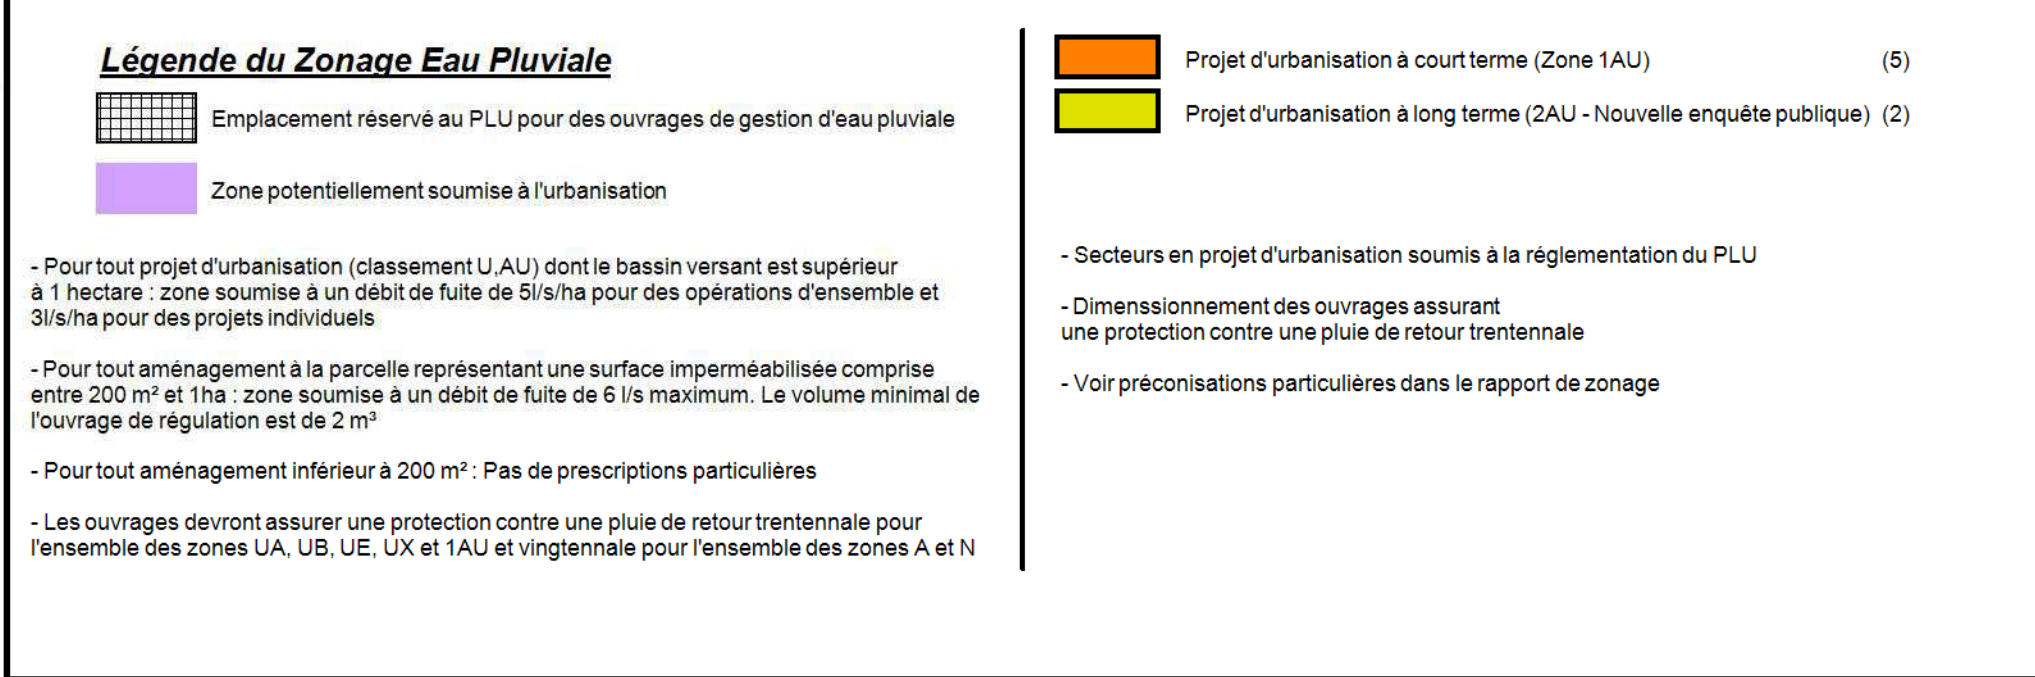 Légende du Zonage Eau Pluviale
Emplacement réservé au PLU pour des ouvrages de gestion d'eau pluviale
Zone potentiellement soumise à l'urbanisation
- Pour tout projet d'urbanisation (classement U,AU) dont le bassin versant est supérieur
à 1 hectare : zone soumise à un débit de fuite de 5l/s/ha pour des opérations d'ensemble et
3l/s/ha pour des projets individuels
- Pour tout aménagement à la parcelle représentant une surface imperméabilisée comprise
entre 200 m² et 1ha : zone soumise à un débit de fuite de 6 l/s maximum. Le volume minimal de
l'ouvrage de régulation est de 2 m³
- Pour tout aménagement inférieur à 200 m² : Pas de prescriptions particulières
- Les ouvrages devront assurer une protection contre une pluie de retour trentennale pour
l'ensemble des zones UA, UB, UE, UX et 1AU et vingtennale pour l'ensemble des zones A et N
Projet d'urbanisation à court terme (Zone 1AU) (5)
Projet d'urbanisation à long terme (2AU - Nouvelle enquête publique) (2)
- Secteurs en projet d'urbanisation soumis à la réglementation du PLU
- Dimenssionnement des ouvrages assurant
une protection contre une pluie de retour trentennale
- Voir préconisations particulières dans le rapport de zonage